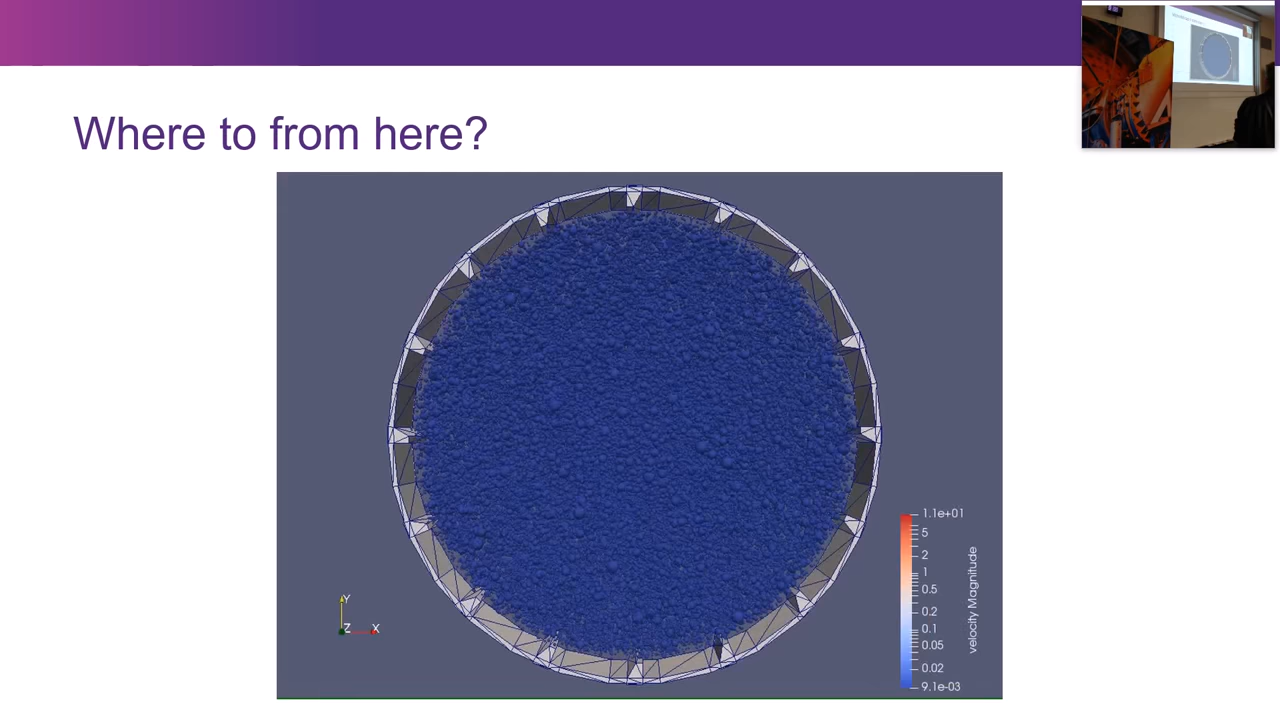 Where to from here?
1.1e+01
5
2
1
0.5
0.2
0.1
0.05
0.02
9.1e-03
velocity Magnitude
Y
Z X